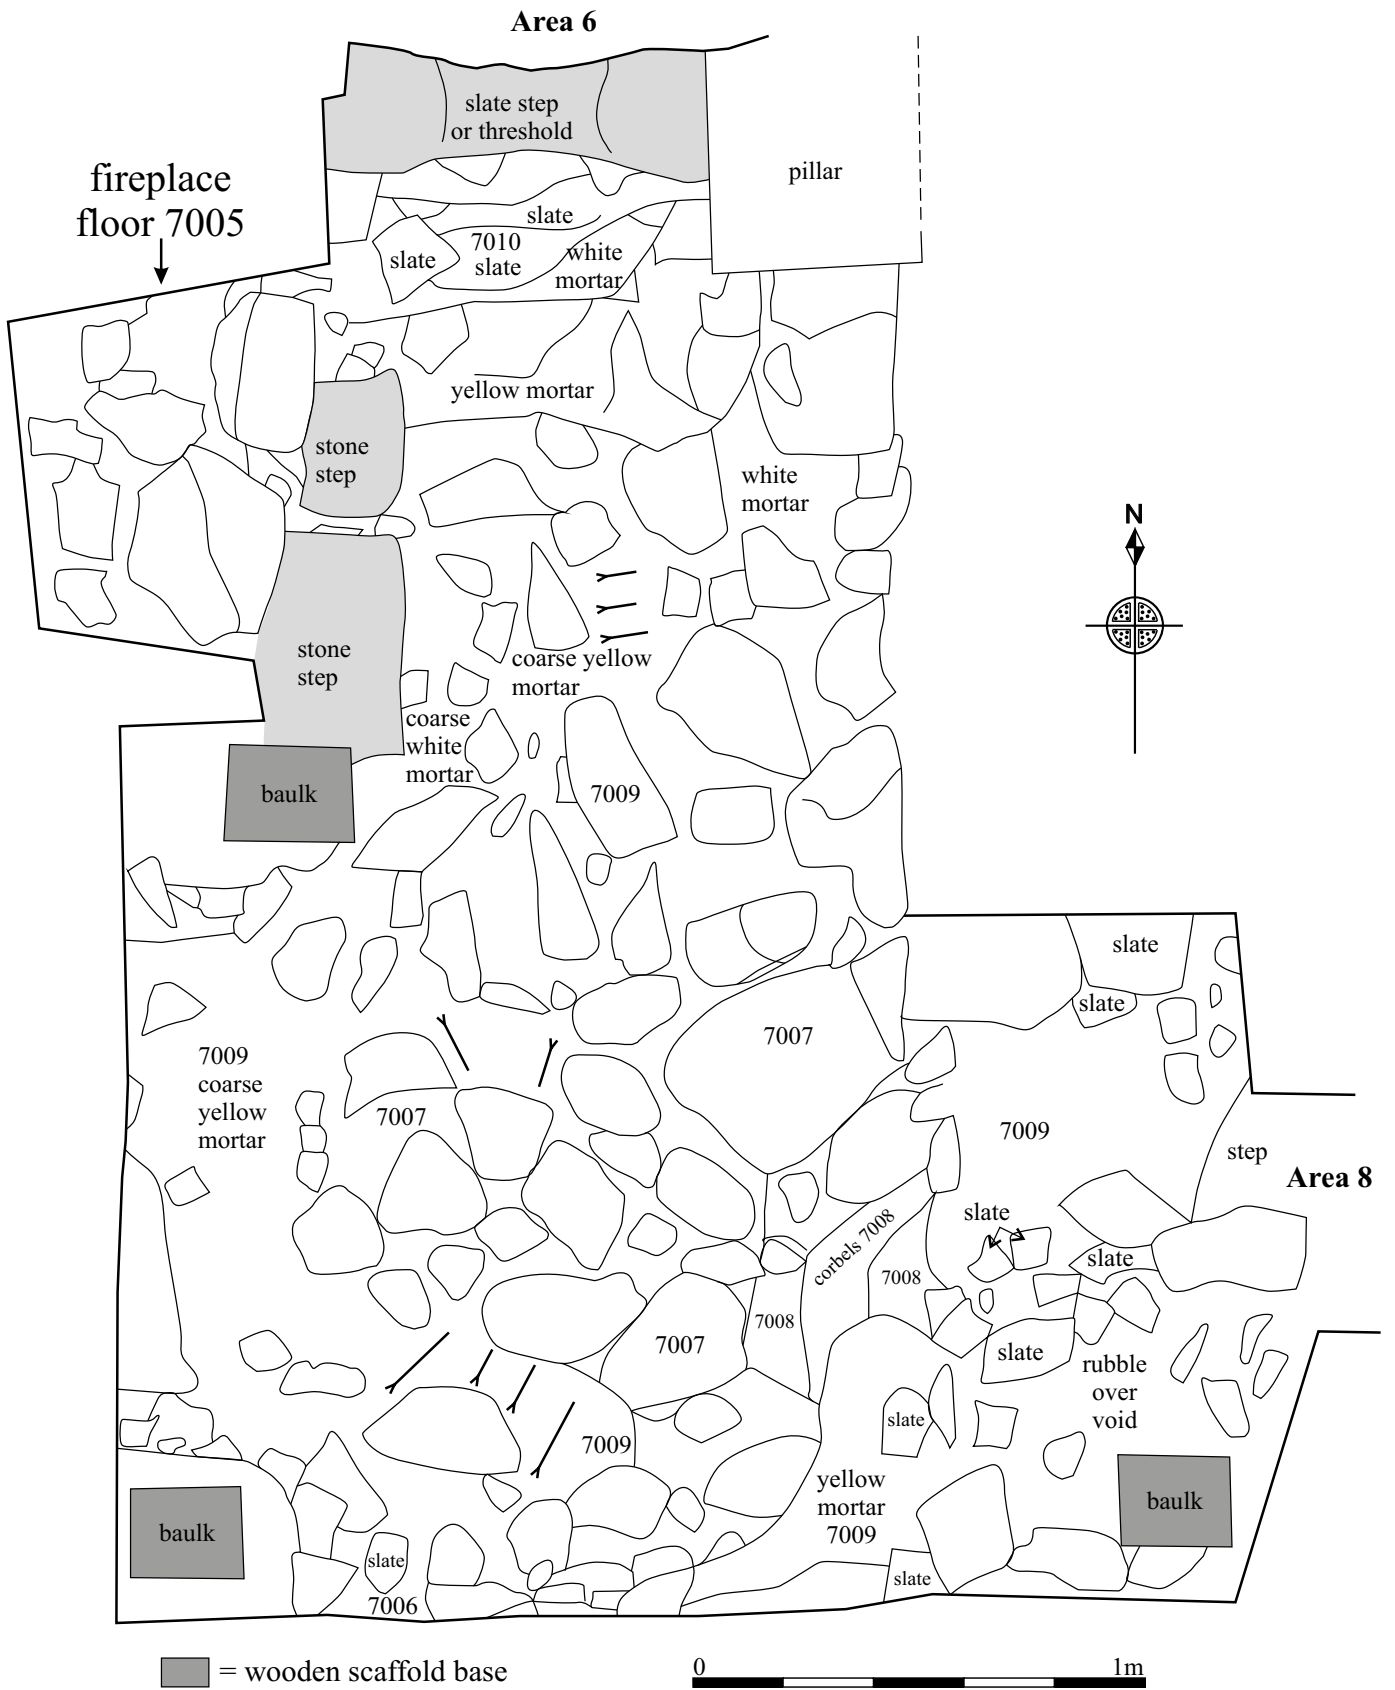 Area 6
slate step
or threshold
pillar
fireplace
floor 7005
slate
7010
slate
slate
white
mortar
yellow mortar
stone
step
white
mortar
N
stone
step
coarse yellow
mortar
coarse
white
mortar
baulk
7009
slate
slate
7007
7009
coarse
yellow
mortar
7007
7009
step
Area 8
slate
corbels 7008
slate
7008
7008
7007
slate
rubble
over
void
slate
7009
yellow
mortar
7009
baulk
baulk
slate
slate
7006
= wooden scaffold base
0
1m